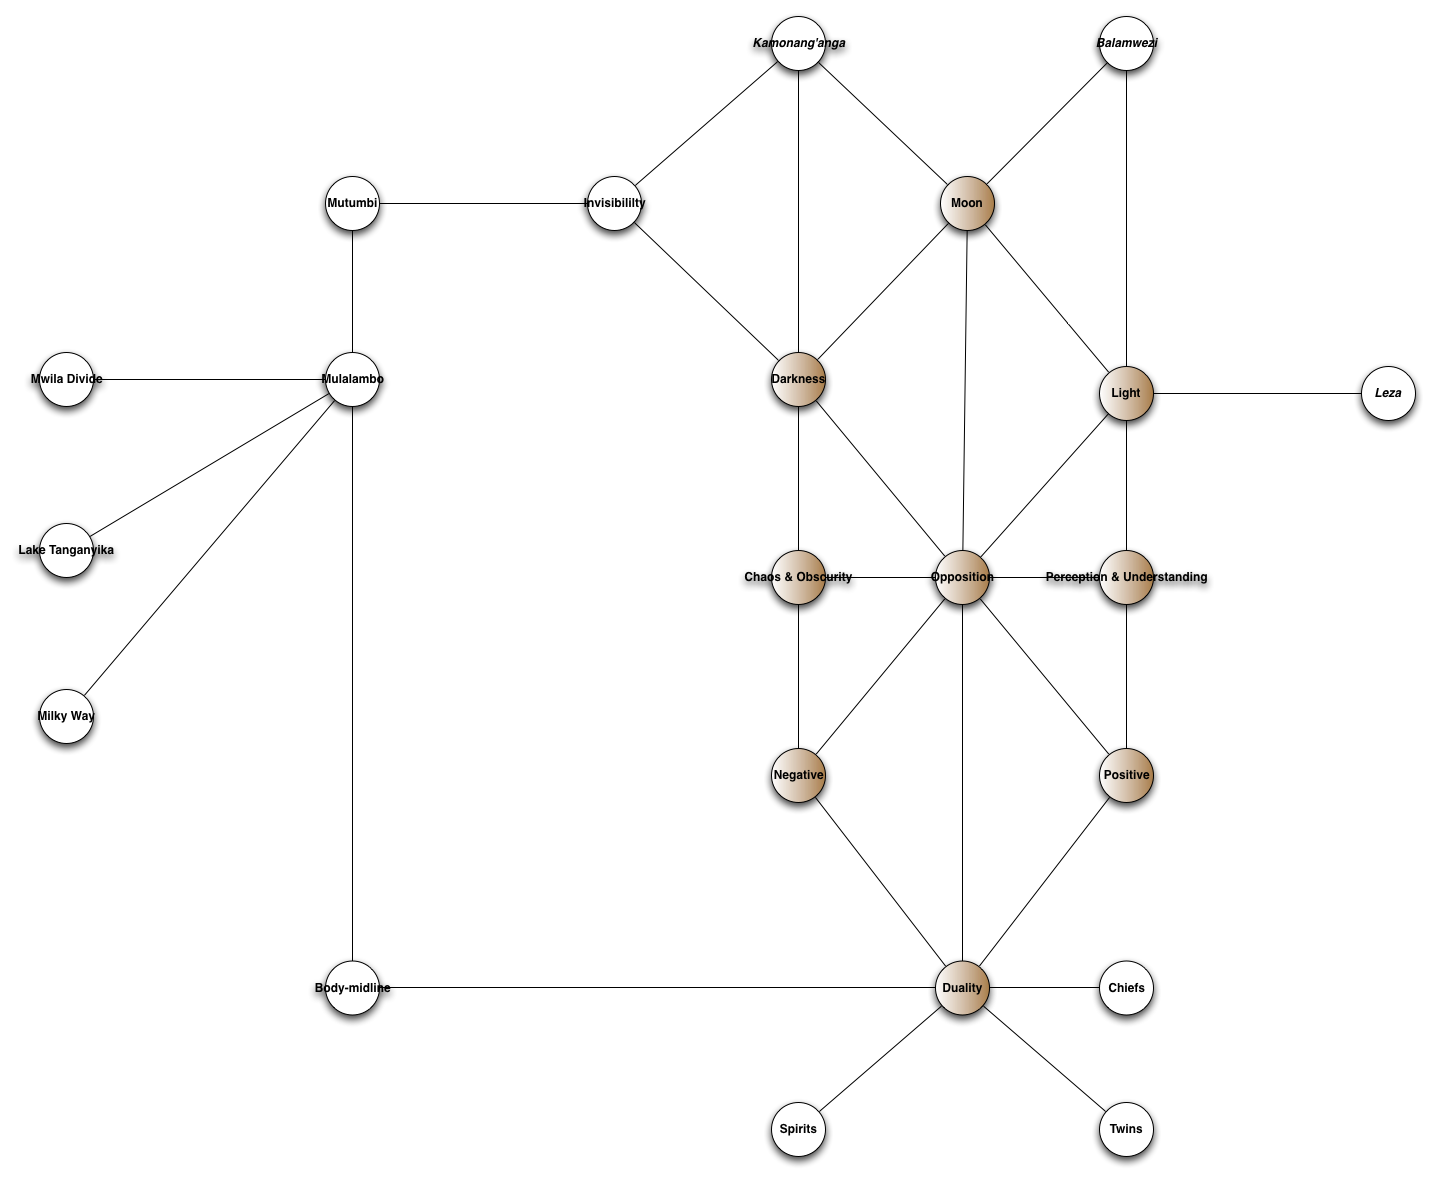 Kamonang'anga
Balamwezi
Mutumbi
Invisibililty
Moon
Mwila Divide
Mulalambo
Darkness
Light
Leza
Lake Tanganyika
Chaos & Obscurity
Opposition
Perception & Understanding
Milky Way
Negative
Positive
Body-midline
Duality
Chiefs
Spirits
Twins